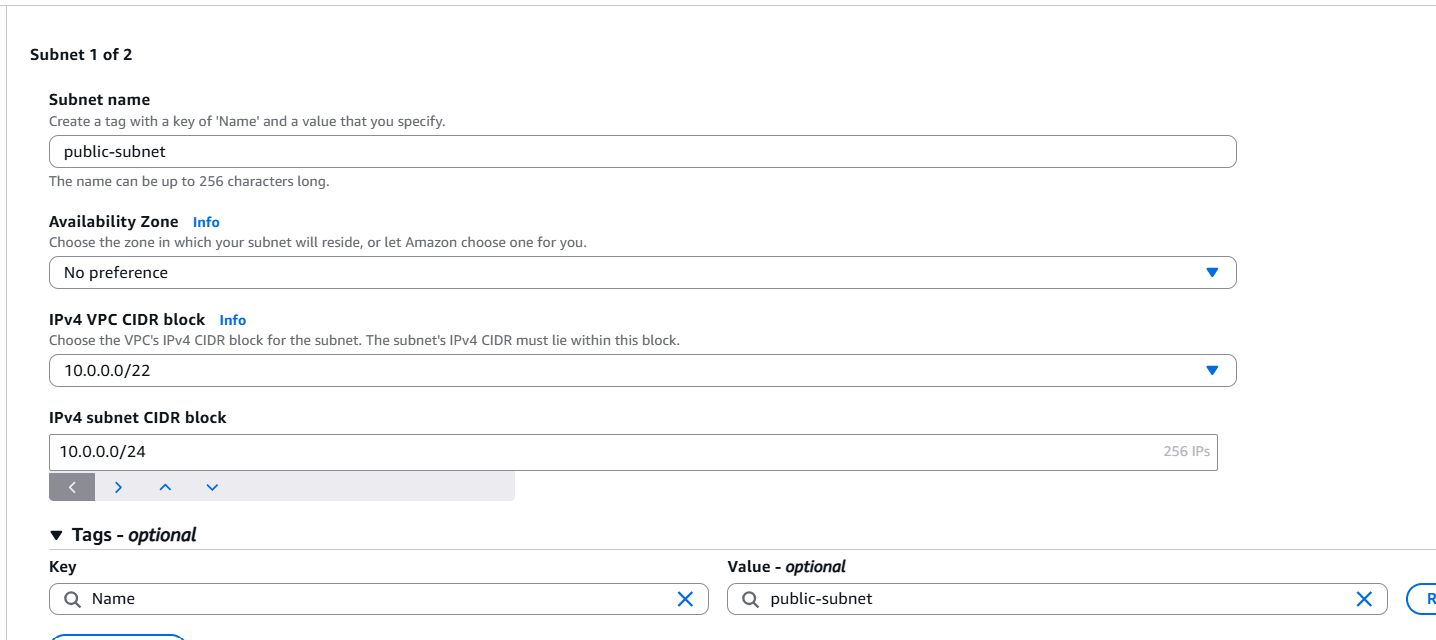 Subnet 1 of 2
Subnet name
Create a tag with a key of 'Name' and a value that you specify.
public-subnet
The name can be up to 256 characters long.
Availability Zone Info
Choose the zone in which your subnet will reside, or let Amazon choose one for you.
No preference
IPv4 VPC CIDR block Info
Choose the VPC's IPv4 CIDR block for the subnet. The subnet's IPv4 CIDR must lie within this block.
10.0.0.0/22
IPv4 subnet CIDR block
10.0.0.0/24 256 IPs
Tags - optional
Key Value - optional
Name public-subnet